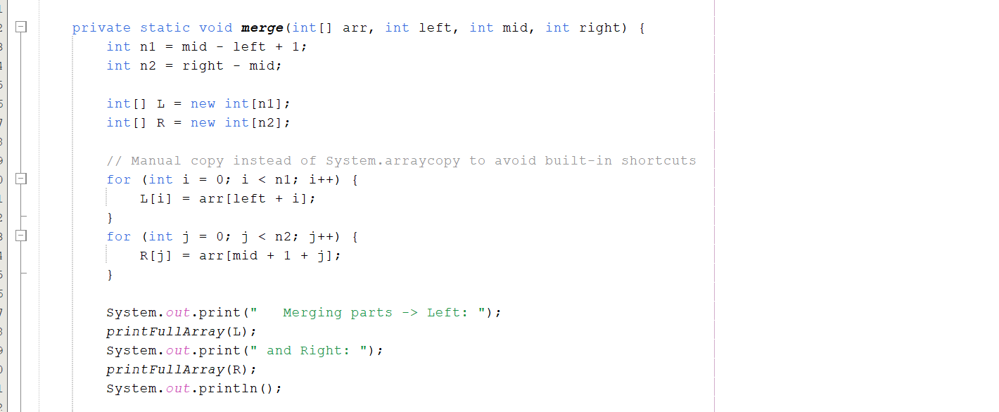 private static void merge(int[] arr, int left, int mid, int right) {
int n1 = mid - left + 1;
int n2 = right - mid;
int[] L = new int[n1];
int[] R = new int[n2];
// Manual copy instead of System.arraycopy to avoid built-in shortcuts
for (int i = 0; i < n1; i++) {
L[i] = arr[left + i];
}
for (int j = 0; j < n2; j++) {
R[j] = arr[mid + 1 + j];
}
System.out.print("   Merging parts -> Left: ");
printFullArray(L);
System.out.print(" and Right: ");
printFullArray(R);
System.out.println();